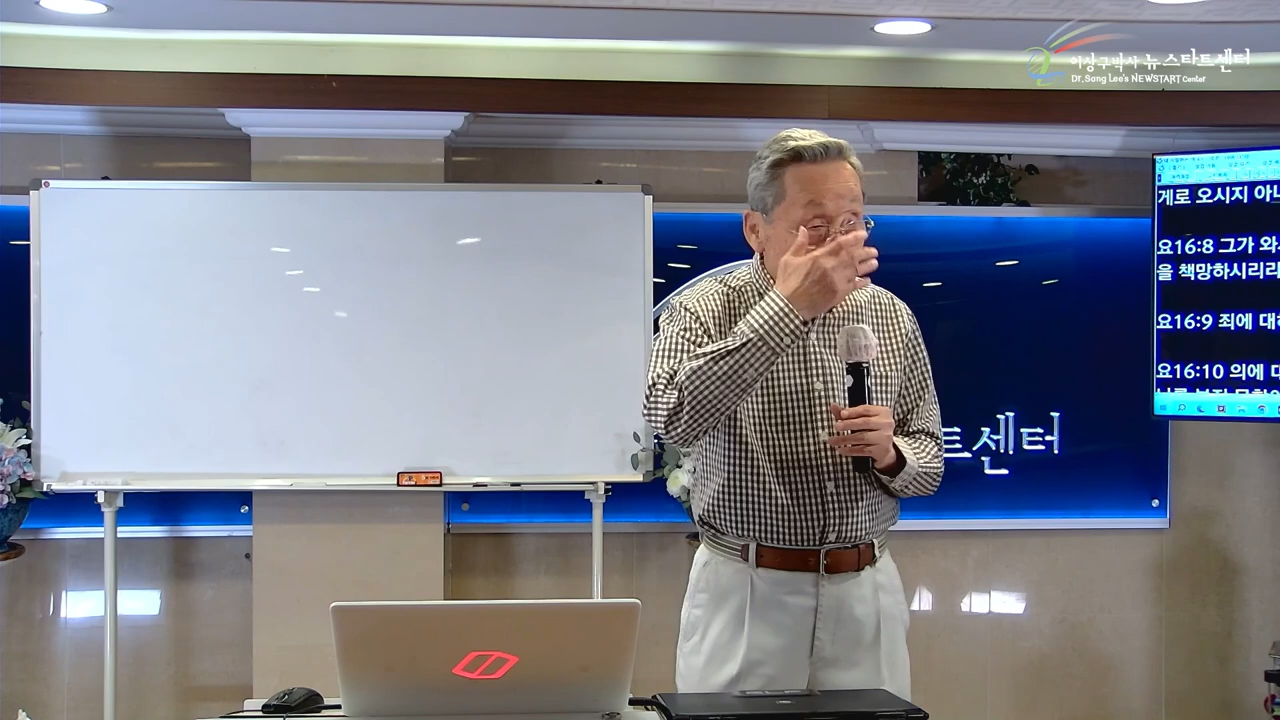 이상구박사 뉴스타트센터
Dr. Sang Lee's NEWSTART Center
게로 오시지 아니
요16:8 그가 와
을 책망하시리라
요16:9 죄에 대
요16:10 의에 대
트센터